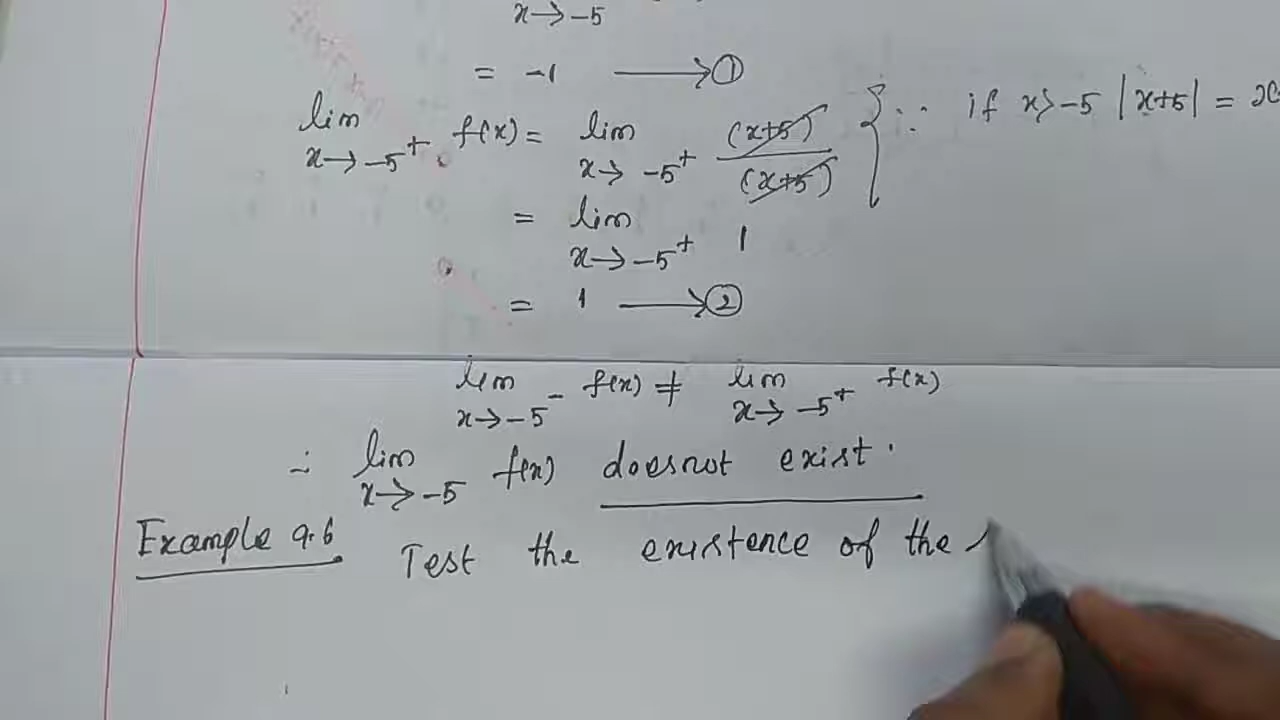 x→-5
= -1 ⟶ ①
lim x→-5⁺ f(x) = lim x→-5⁺ (x+5)/(x+5) {∵ if x>-5 |x+5| = x
= lim x→-5⁺ 1
= 1 ⟶ ②
lim x→-5⁻ f(x) ≠ lim x→-5⁺ f(x)
∴ lim x→-5 f(x) doesnot exist.
Example 9.6 Test the existence of the